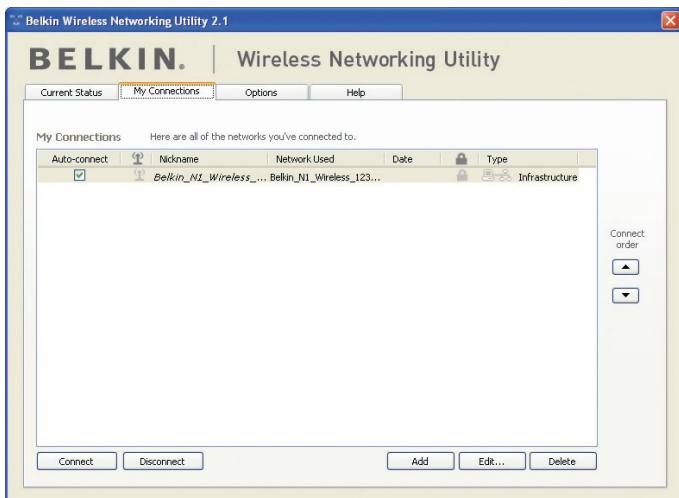 Belkin Wireless Networking Utility 2.1
BELKIN. | Wireless Networking Utility
Current Status My Connections Options Help
My Connections Here are all of the networks you've connected to.
Auto-connect Nickname Network Used Date Type
Belkin_N1_Wireless_... Belkin_N1_Wireless_123... Infrastructure
Connect
order
Connect Disconnect Add Edit... Delete